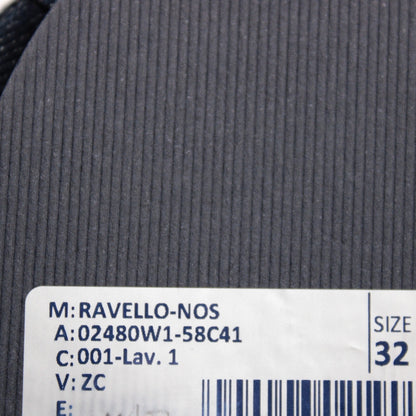 M: RAVELLO-NOS
A: 02480W1-58C41
C: 001-Lav. 1
V: ZC
E:
SIZE
32